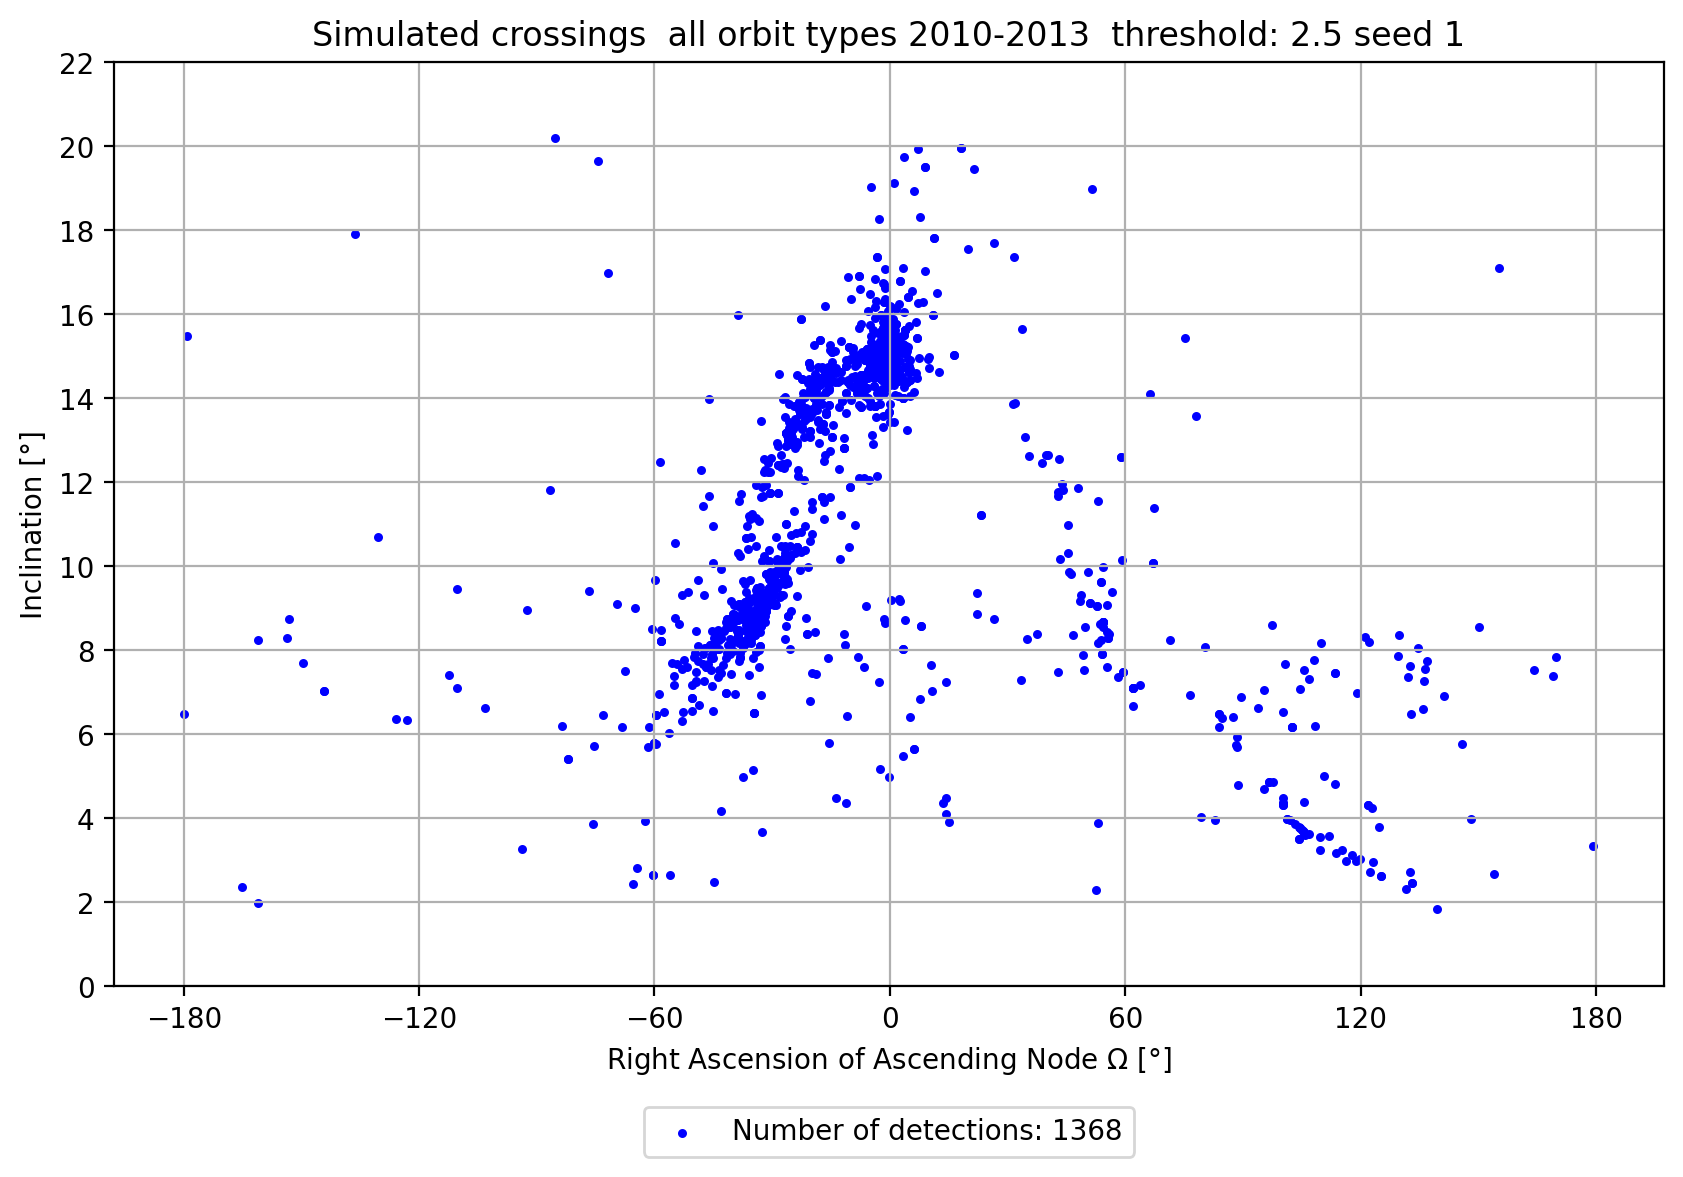 Simulated crossings  all orbit types 2010-2013  threshold: 2.5 seed 1
22
20
18
16
14
12
10
8
6
4
2
0
Inclination [°]
−180 −120 −60 0 60 120 180
Right Ascension of Ascending Node Ω [°]
Number of detections: 1368